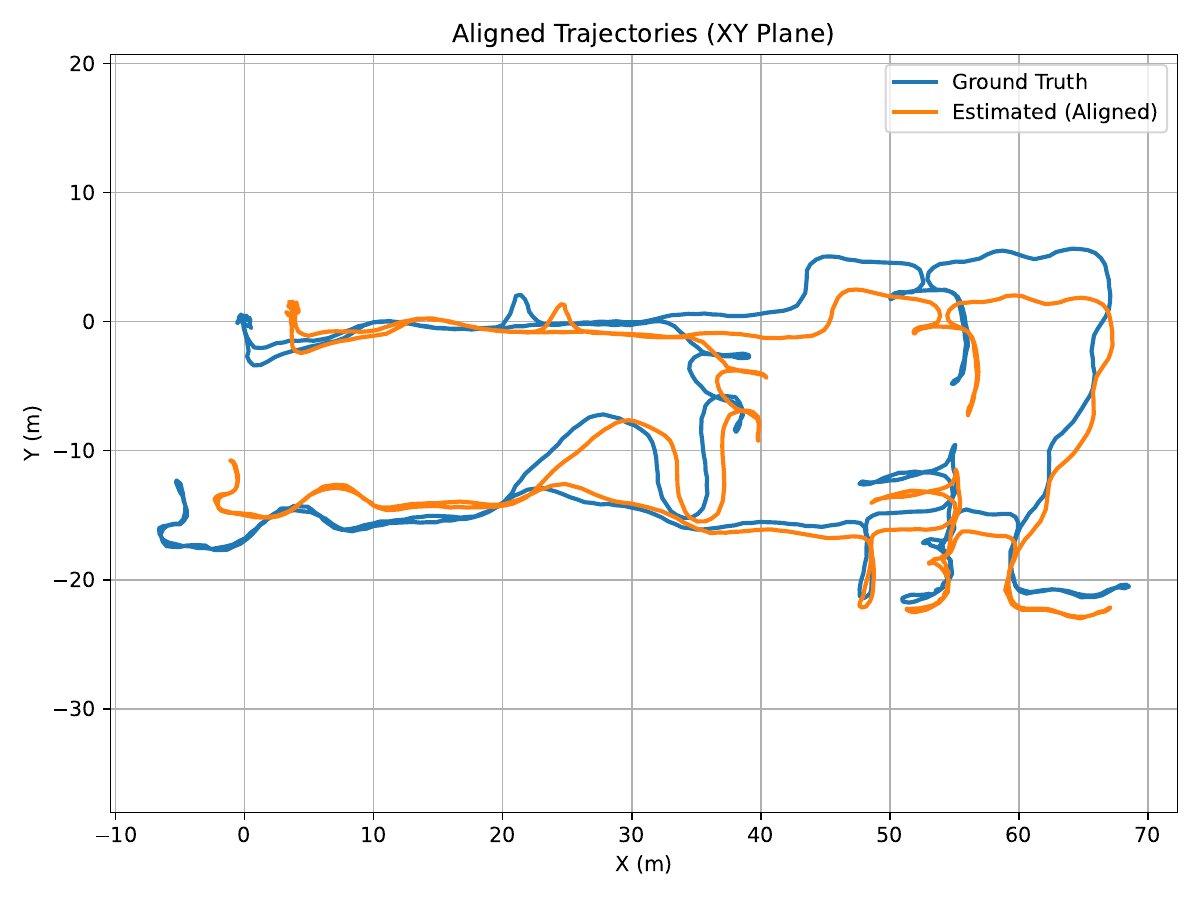 Aligned Trajectories (XY Plane)
Ground Truth
Estimated (Aligned)
20
10
0
−10
−20
−30
Y (m)
−10 0 10 20 30 40 50 60 70
X (m)